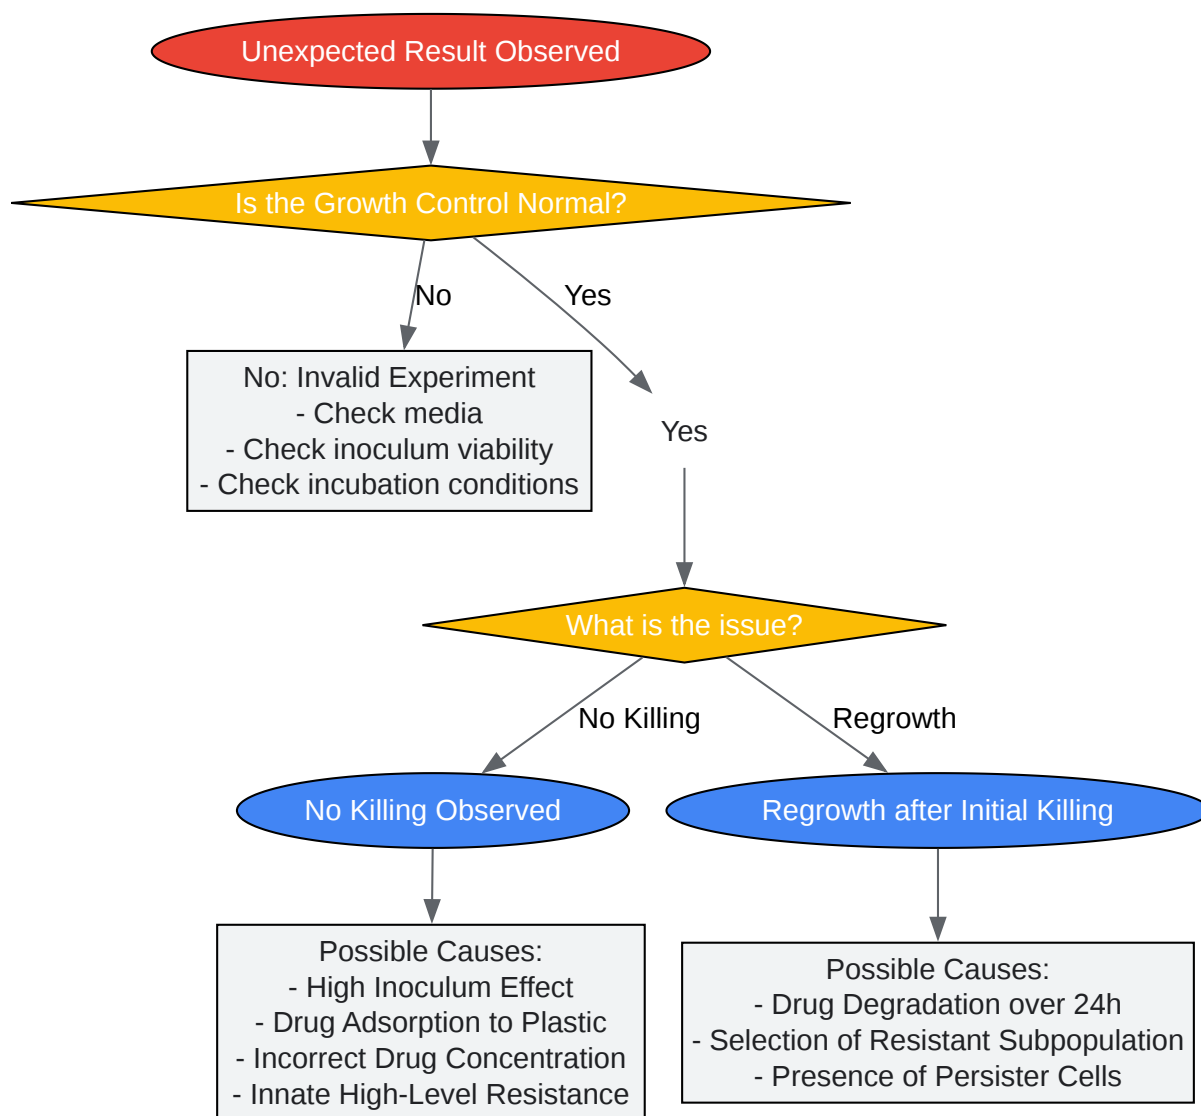 Unexpected Result Observed
Is the Growth Control Normal?
No
Yes
No: Invalid Experiment
- Check media
- Check inoculum viability
- Check incubation conditions
Yes
What is the issue?
No Killing
Regrowth
No Killing Observed
Regrowth after Initial Killing
Possible Causes:
- High Inoculum Effect
- Drug Adsorption to Plastic
- Incorrect Drug Concentration
- Innate High-Level Resistance
Possible Causes:
- Drug Degradation over 24h
- Selection of Resistant Subpopulation
- Presence of Persister Cells